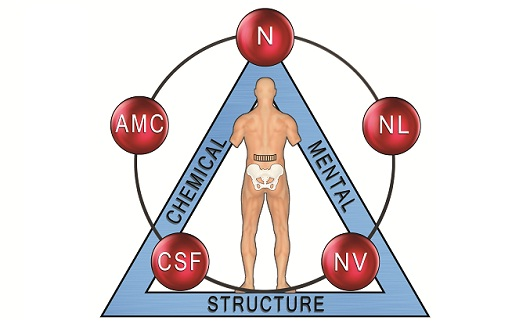 N
AMC
NL
CHEMICAL
MENTAL
CSF
NV
STRUCTURE